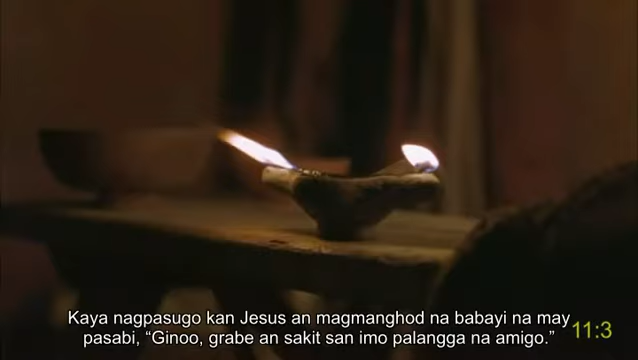 Kaya nagpasugo kan Jesus an magmanghod na babayi na may
pasabi, “Ginoo, grabe an sakit san imo palangga na amigo.”
11:3